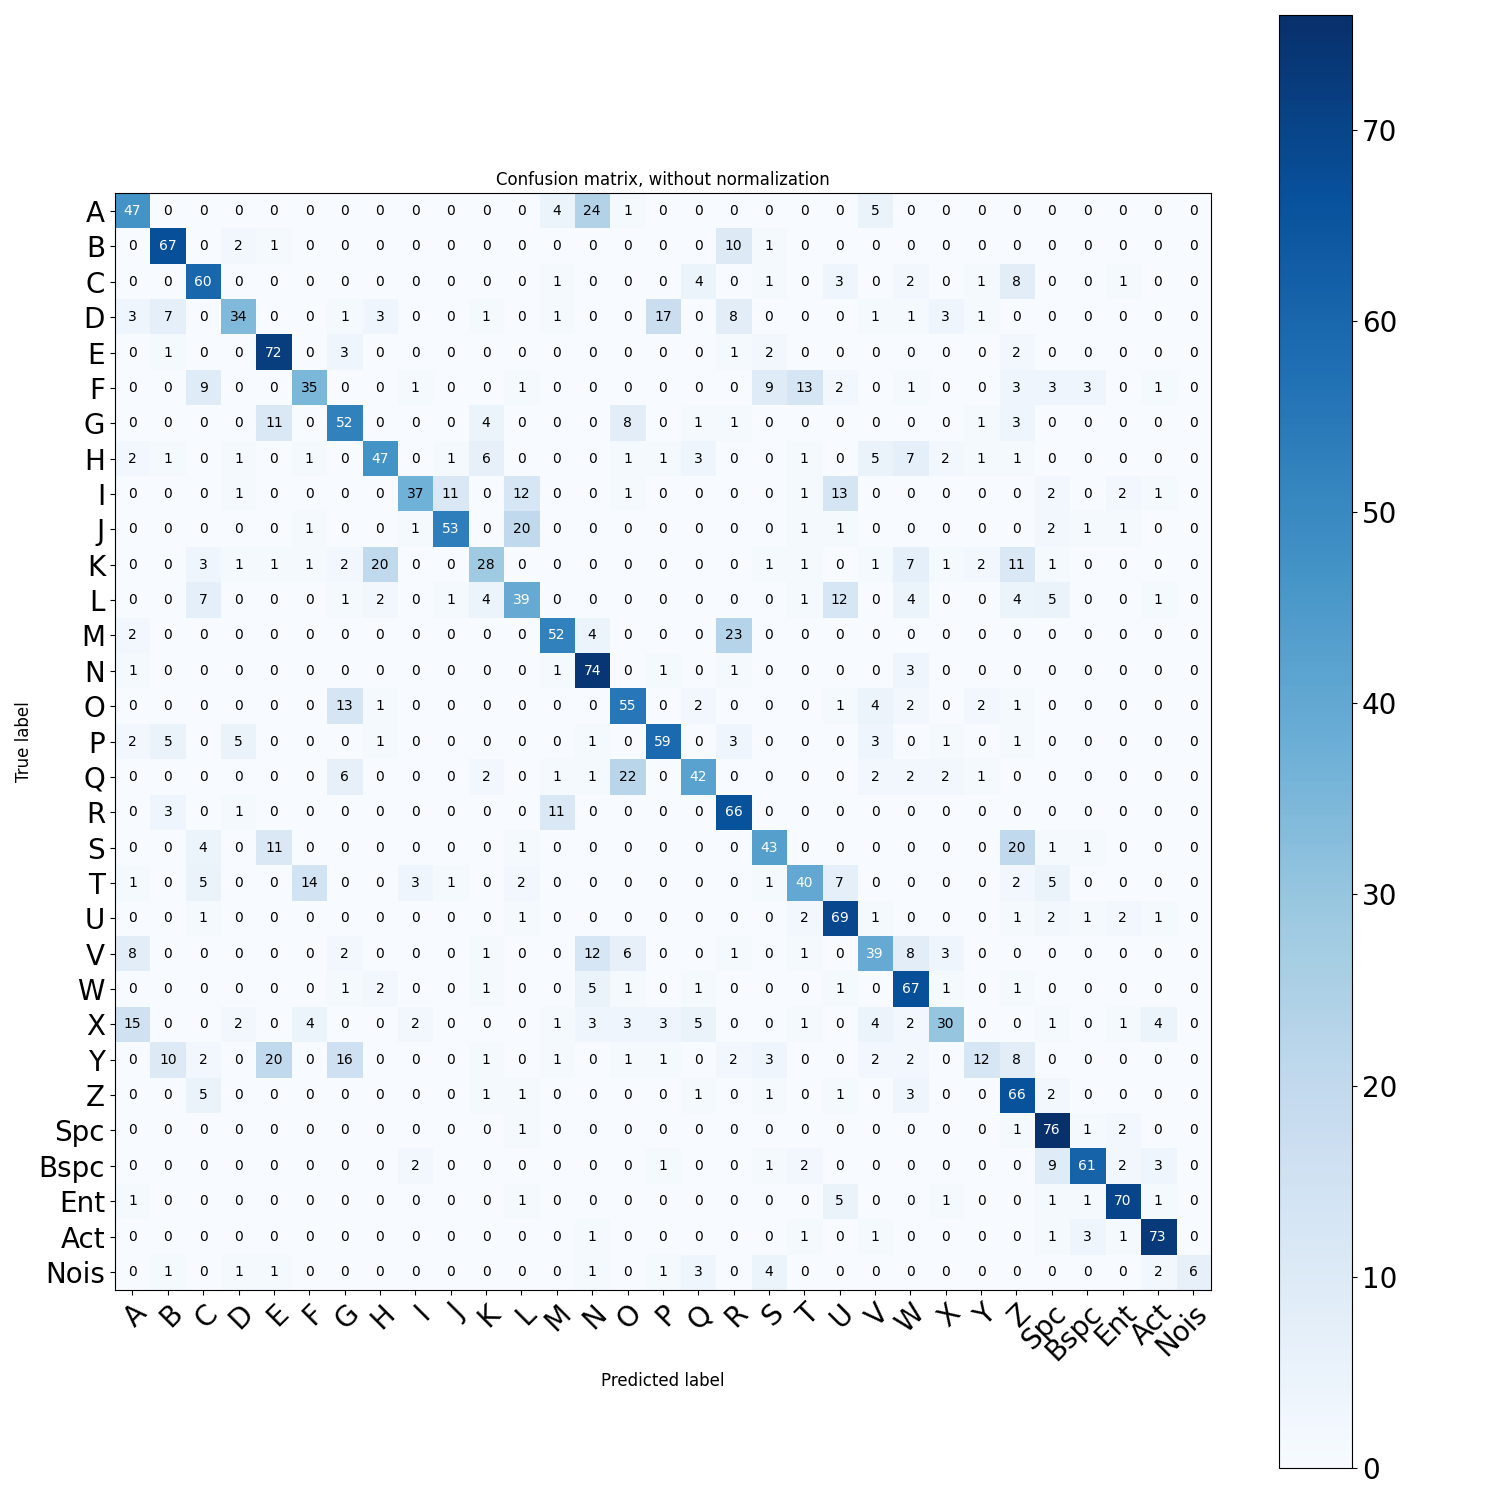 Confusion matrix, without normalization
A 47 0 0 0 0 0 0 0 0 0 0 0 4 24 1 0 0 0 0 0 0 5 0 0 0 0 0 0 0 0 0
B 0 67 0 2 1 0 0 0 0 0 0 0 0 0 0 0 0 10 1 0 0 0 0 0 0 0 0 0 0 0 0
C 0 0 60 0 0 0 0 0 0 0 0 0 1 0 0 0 4 0 1 0 3 0 2 0 1 8 0 0 1 0 0
D 3 7 0 34 0 0 1 3 0 0 1 0 1 0 0 17 0 8 0 0 0 1 1 3 1 0 0 0 0 0 0
E 0 1 0 0 72 0 3 0 0 0 0 0 0 0 0 0 0 1 2 0 0 0 0 0 0 2 0 0 0 0 0
F 0 0 9 0 0 35 0 0 1 0 0 1 0 0 0 0 0 0 9 13 2 0 1 0 0 3 3 3 0 1 0
G 0 0 0 0 11 0 52 0 0 0 4 0 0 0 8 0 1 1 0 0 0 0 0 0 1 3 0 0 0 0 0
H 2 1 0 1 0 1 0 47 0 1 6 0 0 0 1 1 3 0 0 1 0 5 7 2 1 1 0 0 0 0 0
I 0 0 0 1 0 0 0 0 37 11 0 12 0 0 1 0 0 0 0 1 13 0 0 0 0 0 2 0 2 1 0
J 0 0 0 0 0 1 0 0 1 53 0 20 0 0 0 0 0 0 0 1 1 0 0 0 0 0 2 1 1 0 0
K 0 0 3 1 1 1 2 20 0 0 28 0 0 0 0 0 0 0 1 1 0 1 7 1 2 11 1 0 0 0 0
L 0 0 7 0 0 0 1 2 0 1 4 39 0 0 0 0 0 0 0 1 12 0 4 0 0 4 5 0 0 1 0
M 2 0 0 0 0 0 0 0 0 0 0 0 52 4 0 0 0 23 0 0 0 0 0 0 0 0 0 0 0 0 0
N 1 0 0 0 0 0 0 0 0 0 0 0 1 74 0 1 0 1 0 0 0 0 3 0 0 0 0 0 0 0 0
O 0 0 0 0 0 0 13 1 0 0 0 0 0 0 55 0 2 0 0 0 1 4 2 0 2 1 0 0 0 0 0
P 2 5 0 5 0 0 0 1 0 0 0 0 0 1 0 59 0 3 0 0 0 3 0 1 0 1 0 0 0 0 0
Q 0 0 0 0 0 0 6 0 0 0 2 0 1 1 22 0 42 0 0 0 0 2 2 2 1 0 0 0 0 0 0
R 0 3 0 1 0 0 0 0 0 0 0 0 11 0 0 0 0 66 0 0 0 0 0 0 0 0 0 0 0 0 0
S 0 0 4 0 11 0 0 0 0 0 0 1 0 0 0 0 0 0 43 0 0 0 0 0 0 20 1 1 0 0 0
T 1 0 5 0 0 14 0 0 3 1 0 2 0 0 0 0 0 0 1 40 7 0 0 0 0 2 5 0 0 0 0
U 0 0 1 0 0 0 0 0 0 0 0 1 0 0 0 0 0 0 0 2 69 1 0 0 0 1 2 1 2 1 0
V 8 0 0 0 0 0 2 0 0 0 1 0 0 12 6 0 0 1 0 1 0 39 8 3 0 0 0 0 0 0 0
W 0 0 0 0 0 0 1 2 0 0 1 0 0 5 1 0 1 0 0 0 1 0 67 1 0 1 0 0 0 0 0
X 15 0 0 2 0 4 0 0 2 0 0 0 1 3 3 3 5 0 0 1 0 4 2 30 0 0 1 0 1 4 0
Y 0 10 2 0 20 0 16 0 0 0 1 0 1 0 1 1 0 2 3 0 0 2 2 0 12 8 0 0 0 0 0
Z 0 0 5 0 0 0 0 0 0 0 1 1 0 0 0 0 1 0 1 0 1 0 3 0 0 66 2 0 0 0 0
Spc 0 0 0 0 0 0 0 0 0 0 0 1 0 0 0 0 0 0 0 0 0 0 0 0 0 1 76 1 2 0 0
Bspc 0 0 0 0 0 0 0 0 2 0 0 0 0 0 0 1 0 0 1 2 0 0 0 0 0 0 9 61 2 3 0
Ent 1 0 0 0 0 0 0 0 0 0 0 1 0 0 0 0 0 0 0 0 5 0 0 1 0 0 1 1 70 1 0
Act 0 0 0 0 0 0 0 0 0 0 0 0 0 1 0 0 0 0 0 1 0 1 0 0 0 0 1 3 1 73 0
Nois 0 1 0 1 1 0 0 0 0 0 0 0 0 1 0 1 3 0 4 0 0 0 0 0 0 0 0 0 0 2 6
A B C D E F G H I J K L M N O P Q R S T U V W X Y Z Spc Bspc Ent Act Nois
Predicted label
True label
70
60
50
40
30
20
10
0